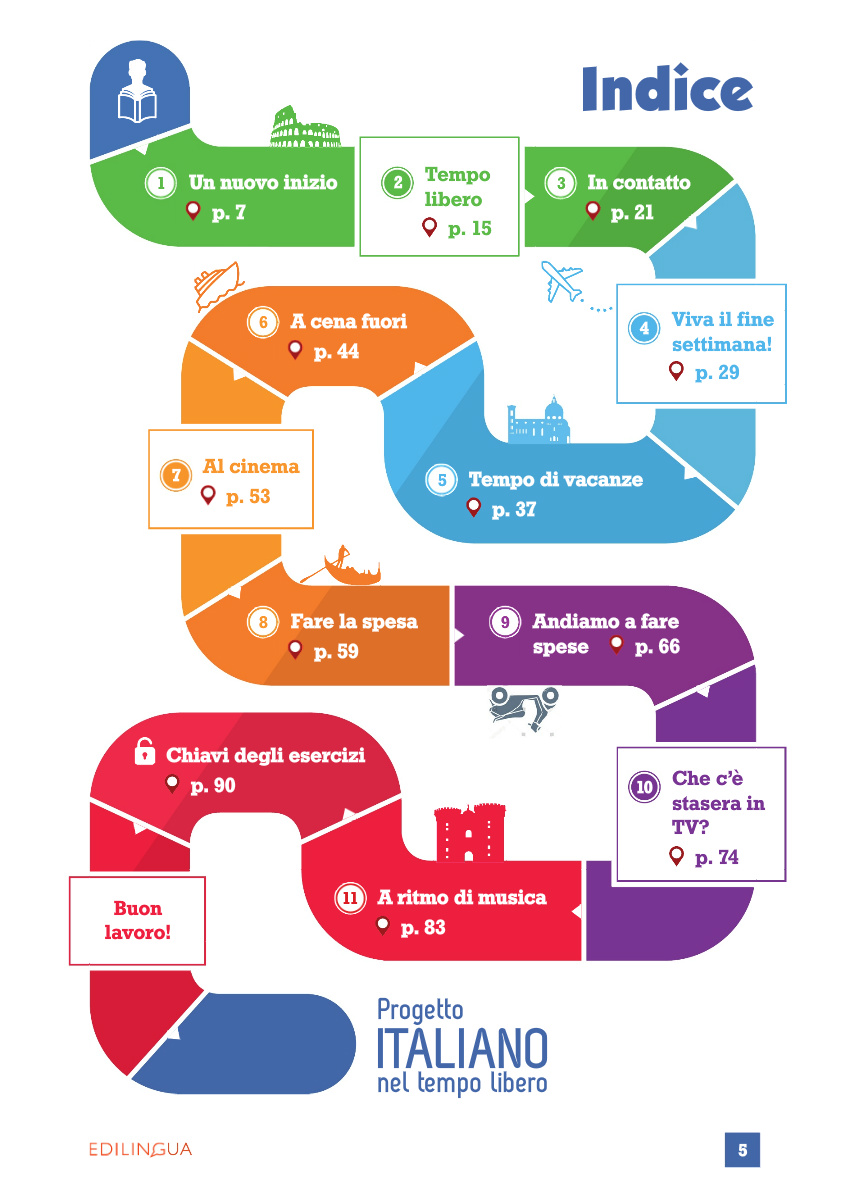 Indice
1 Un nuovo inizio
p. 7
2 Tempo
libero
p. 15
3 In contatto
p. 21
4 Viva il fine
settimana!
p. 29
5 Tempo di vacanze
p. 37
6 A cena fuori
p. 44
7 Al cinema
p. 53
8 Fare la spesa
p. 59
9 Andiamo a fare
spese p. 66
10 Che c'è
stasera in
TV?
p. 74
11 A ritmo di musica
p. 83
Chiavi degli esercizi
p. 90
Buon
lavoro!
Progetto
ITALIANO
nel tempo libero
EDILINGUA
5